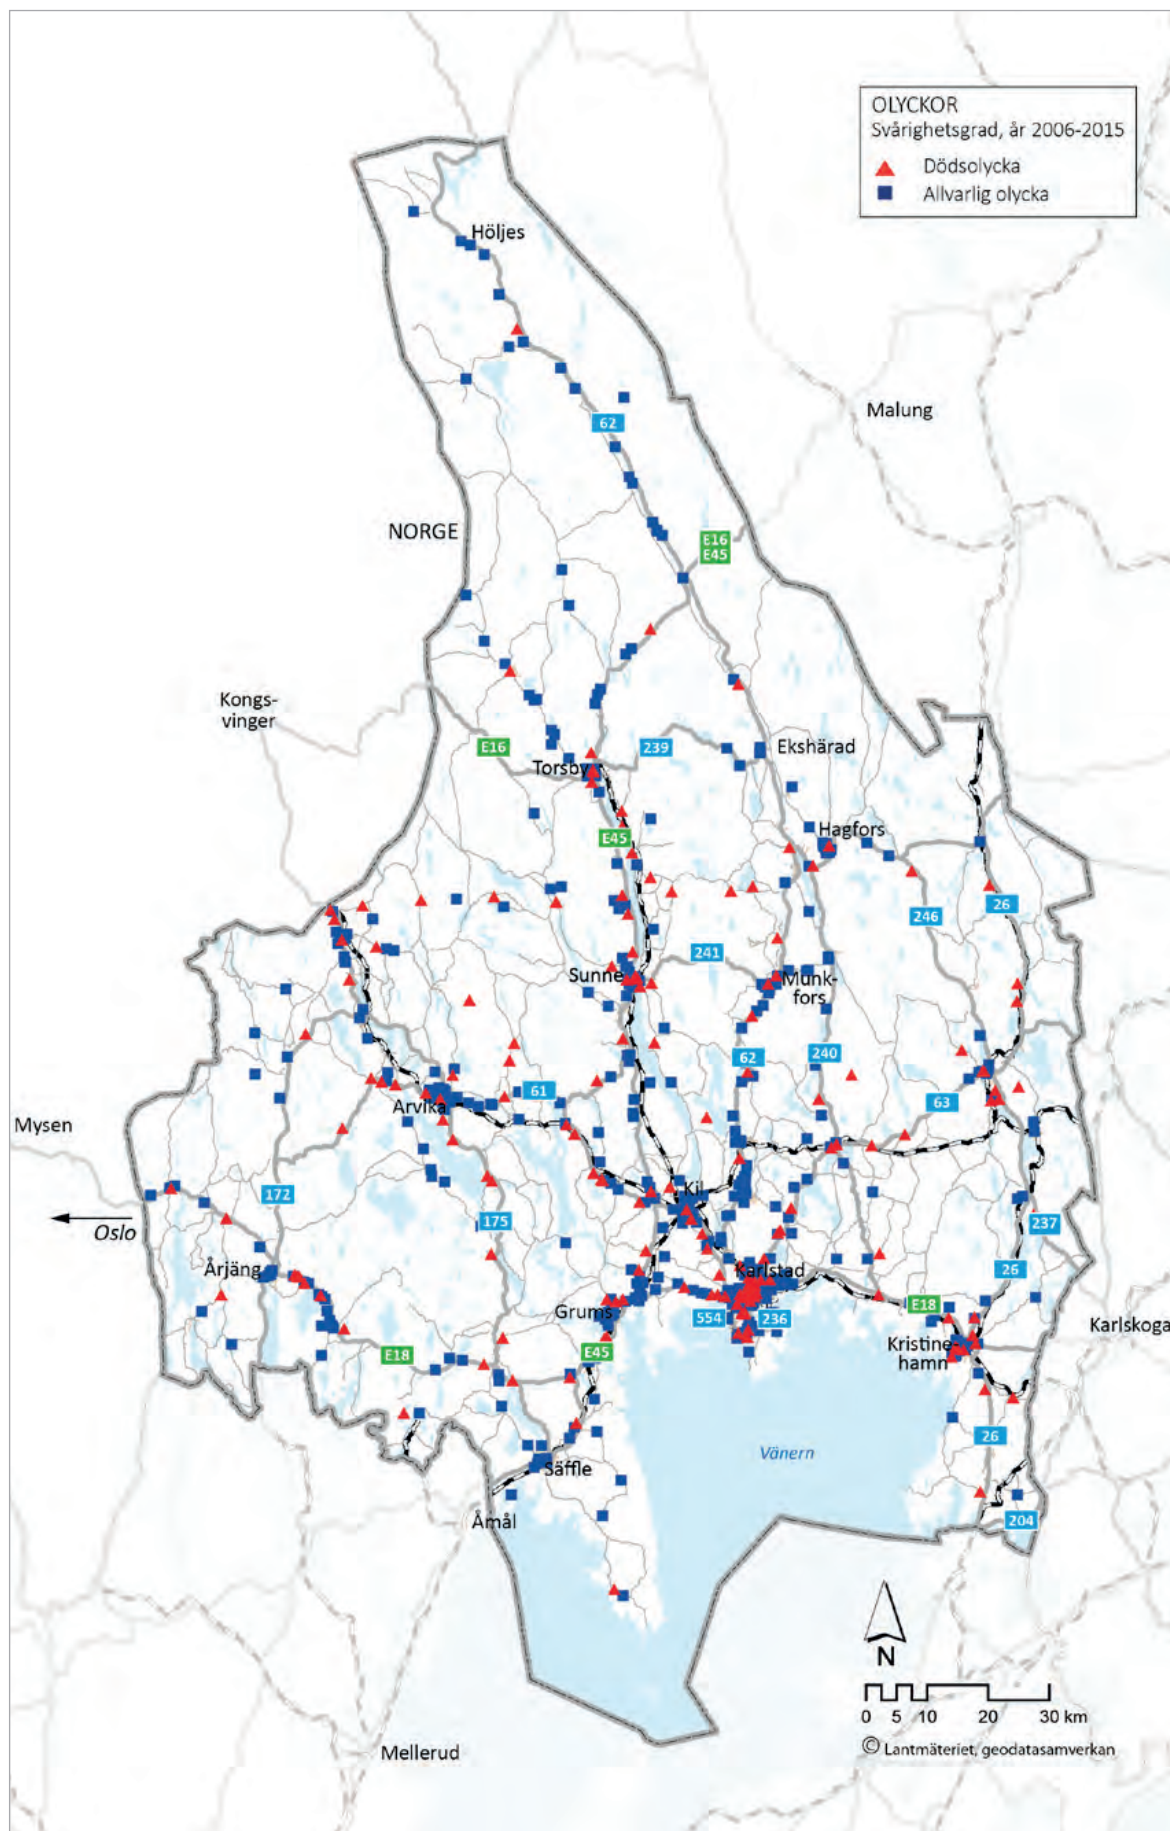 OLYCKOR
Svårighetsgrad, år 2006-2015
Dödsolycka
Allvarlig olycka
Höljes
Malung
62
NORGE
E16
E45
Kongs-
vinger
E16
239
Ekshärad
Torsby
E45
Hagfors
26
246
241
Sunne
Munk-
fors
62
240
61
63
Arvika
Mysen
Kil
172
175
237
Oslo
Årjäng
Karlstad
26
E18
Grums
554
236
Karlskoga
Kristine-
hamn
E18
E45
26
Vänern
Säffle
Åmål
204
N
0 5 10 20 30 km
© Lantmäteriet, geodatasamverkan
Mellerud